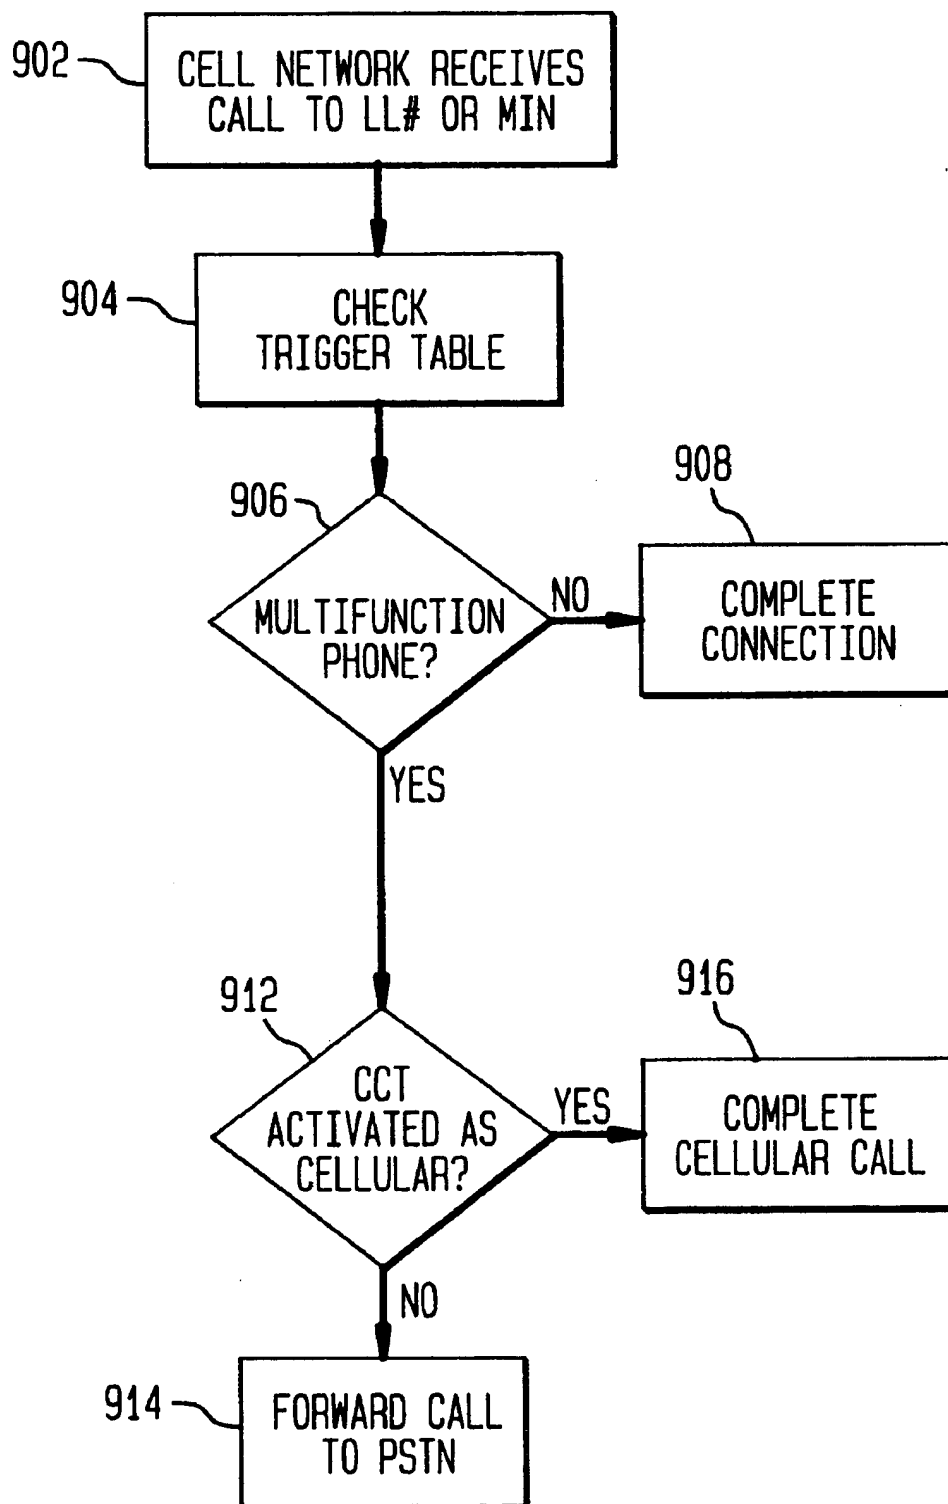 902
CELL NETWORK RECEIVES
CALL TO LL# OR MIN
904
CHECK
TRIGGER TABLE
906
MULTIFUNCTION
PHONE?
NO
908
COMPLETE
CONNECTION
YES
912
CCT
ACTIVATED AS
CELLULAR?
YES
916
COMPLETE
CELLULAR CALL
NO
914
FORWARD CALL
TO PSTN